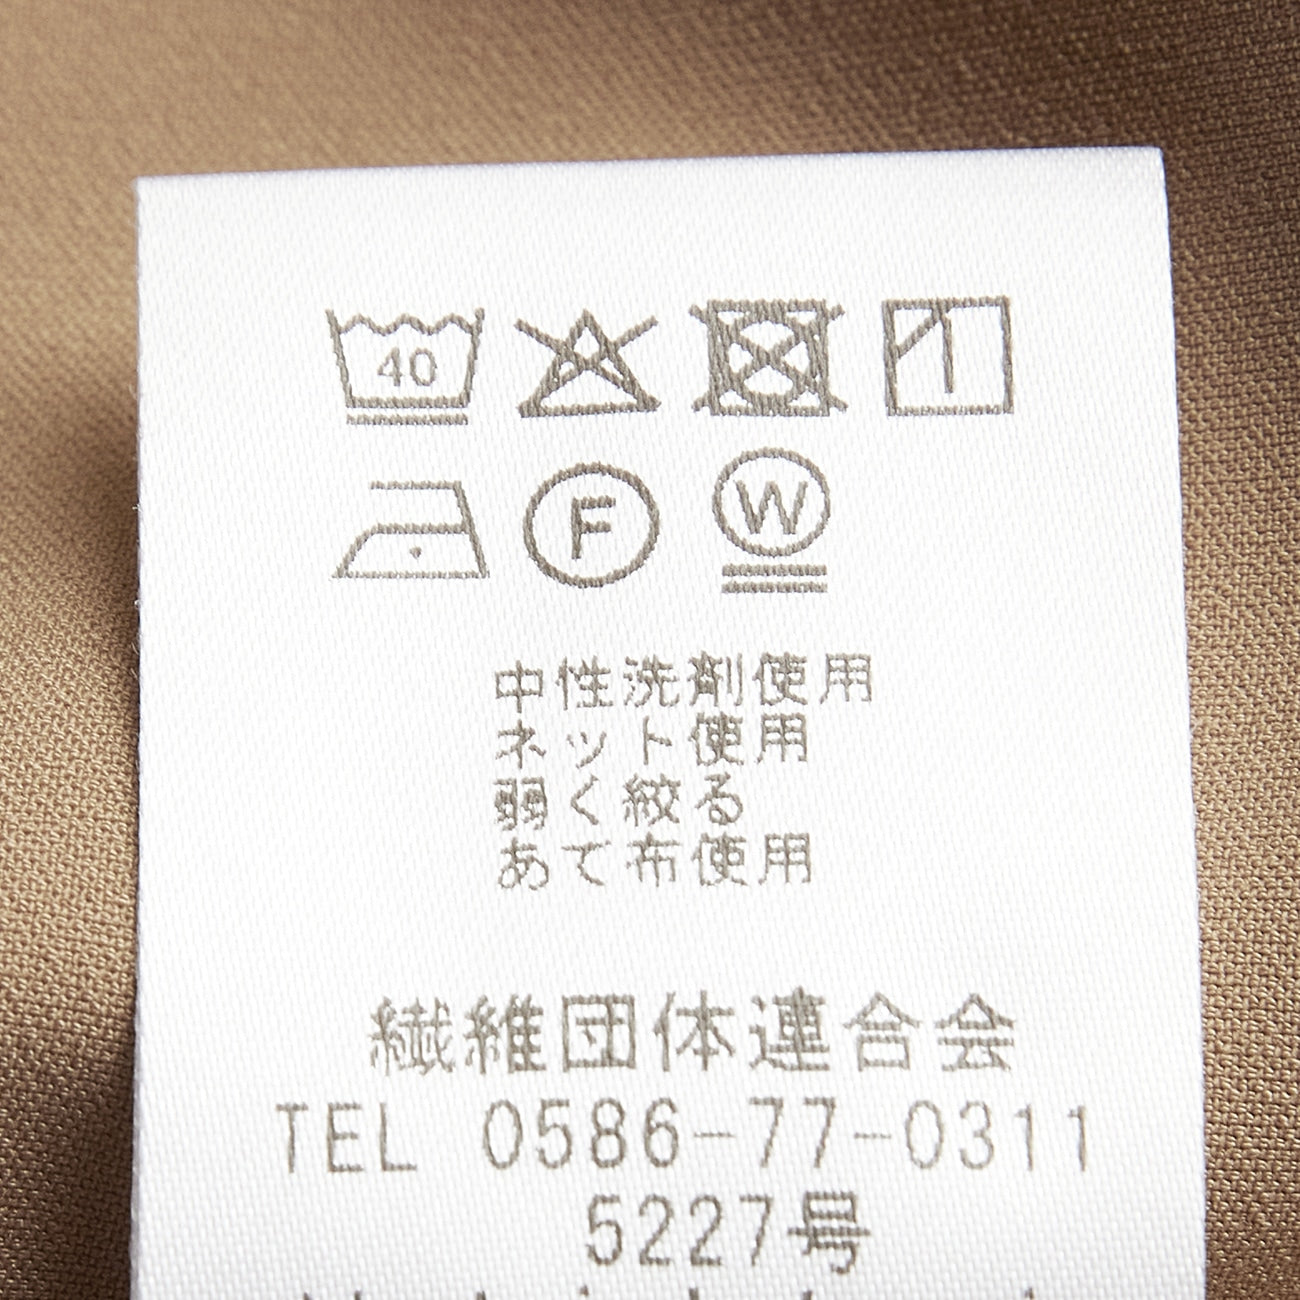 40
F W
中性洗剤使用
ネット使用
弱く絞る
あて布使用
繊維団体連合会
TEL 0586-77-0311
5227号